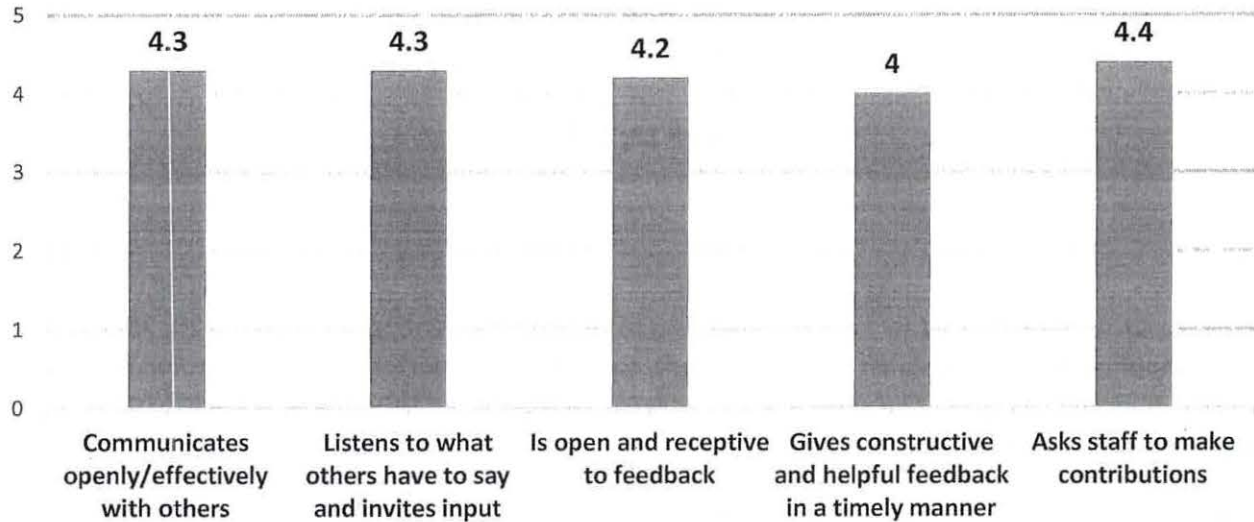 5
4.3
4.3
4.2
4
4.4
4
3
2
1
0
Communicates
openly/effectively
with others
Listens to what
others have to say
and invites input
Is open and receptive
to feedback
Gives constructive
and helpful feedback
in a timely manner
Asks staff to make
contributions